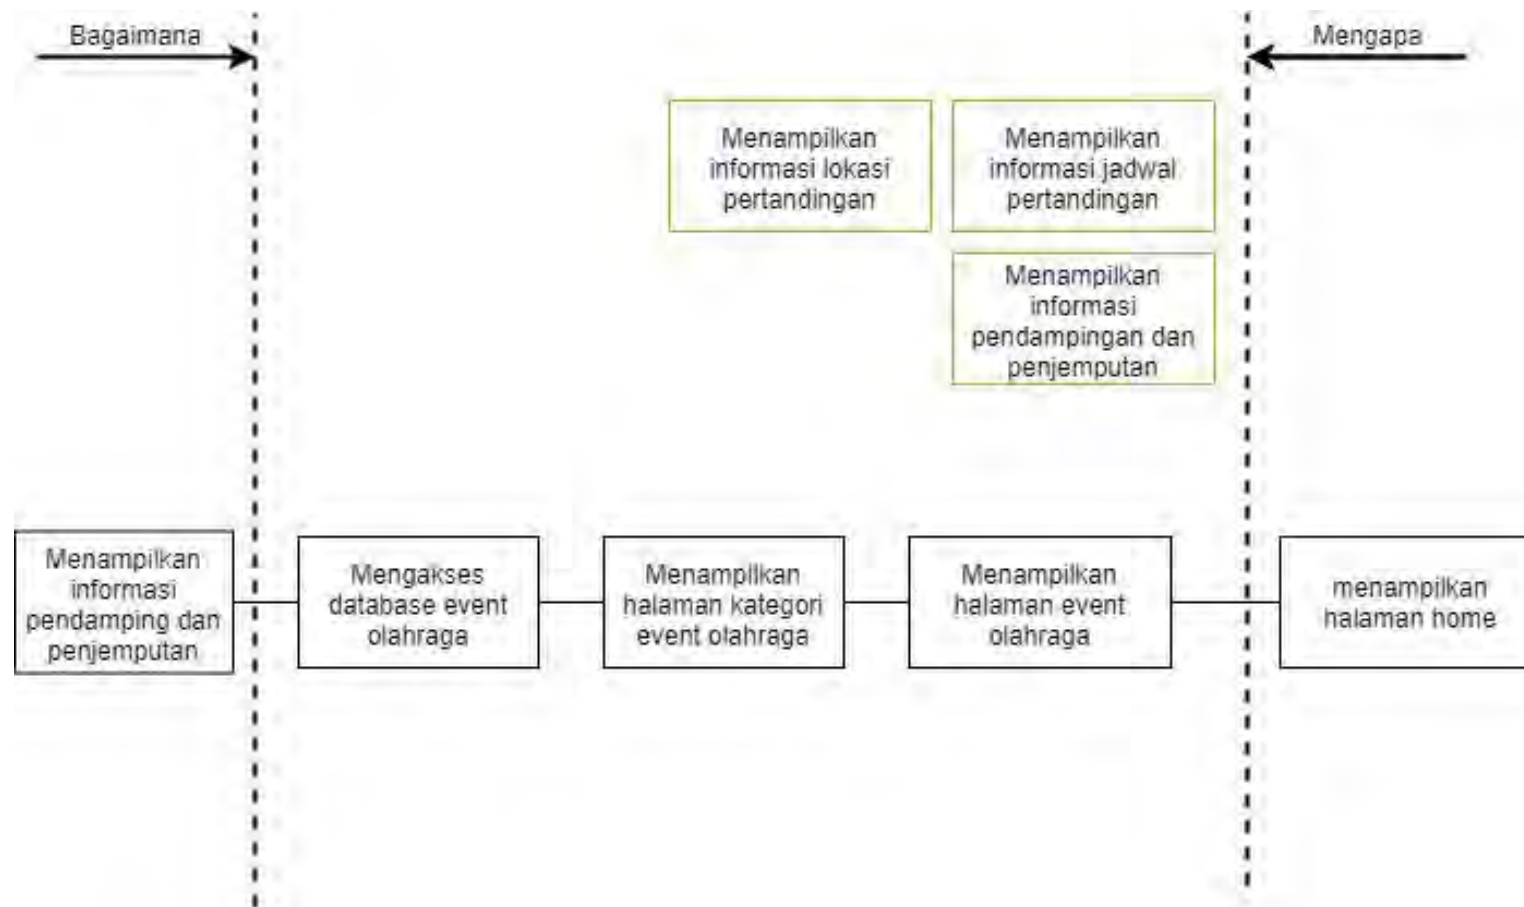 Bagaimana
Mengapa
Menampilkan
informasi lokasi
pertandingan
Menampilkan
informasi jadwal
pertandingan
Menampilkan
informasi
pendampingan dan
penjemputan
Menampilkan
informasi
pendamping dan
penjemputan
Mengakses
database event
olahraga
Menampilkan
halaman kategori
event olahraga
Menampilkan
halaman event
olahraga
menampilkan
halaman home